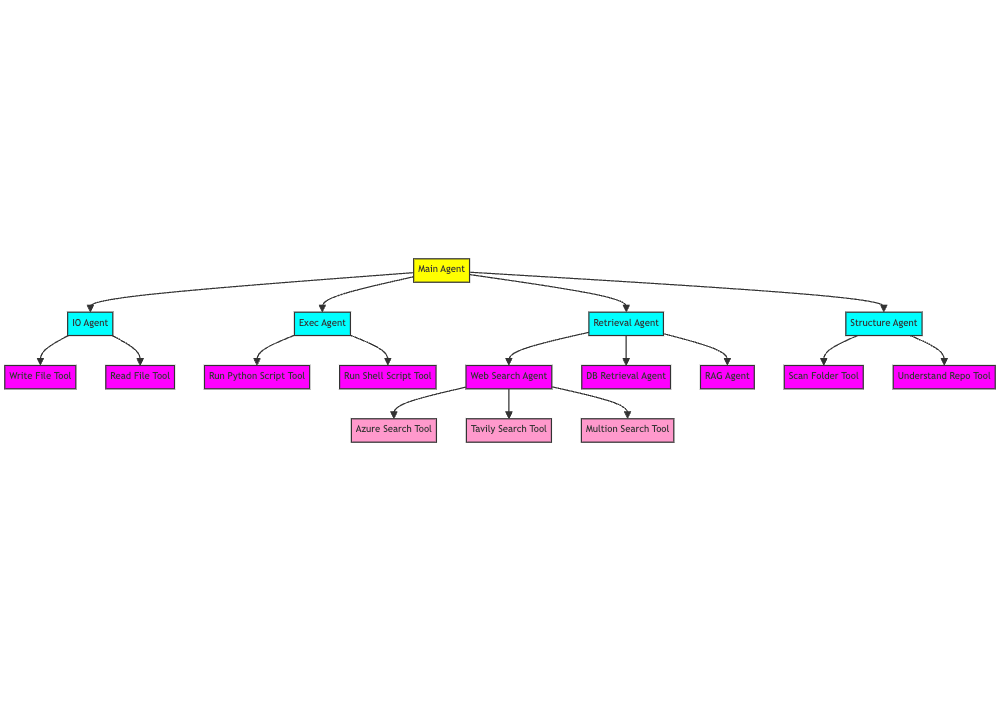 Main Agent
IO Agent
Exec Agent
Retrieval Agent
Structure Agent
Write File Tool
Read File Tool
Run Python Script Tool
Run Shell Script Tool
Web Search Agent
DB Retrieval Agent
RAG Agent
Scan Folder Tool
Understand Repo Tool
Azure Search Tool
Tavily Search Tool
Multion Search Tool